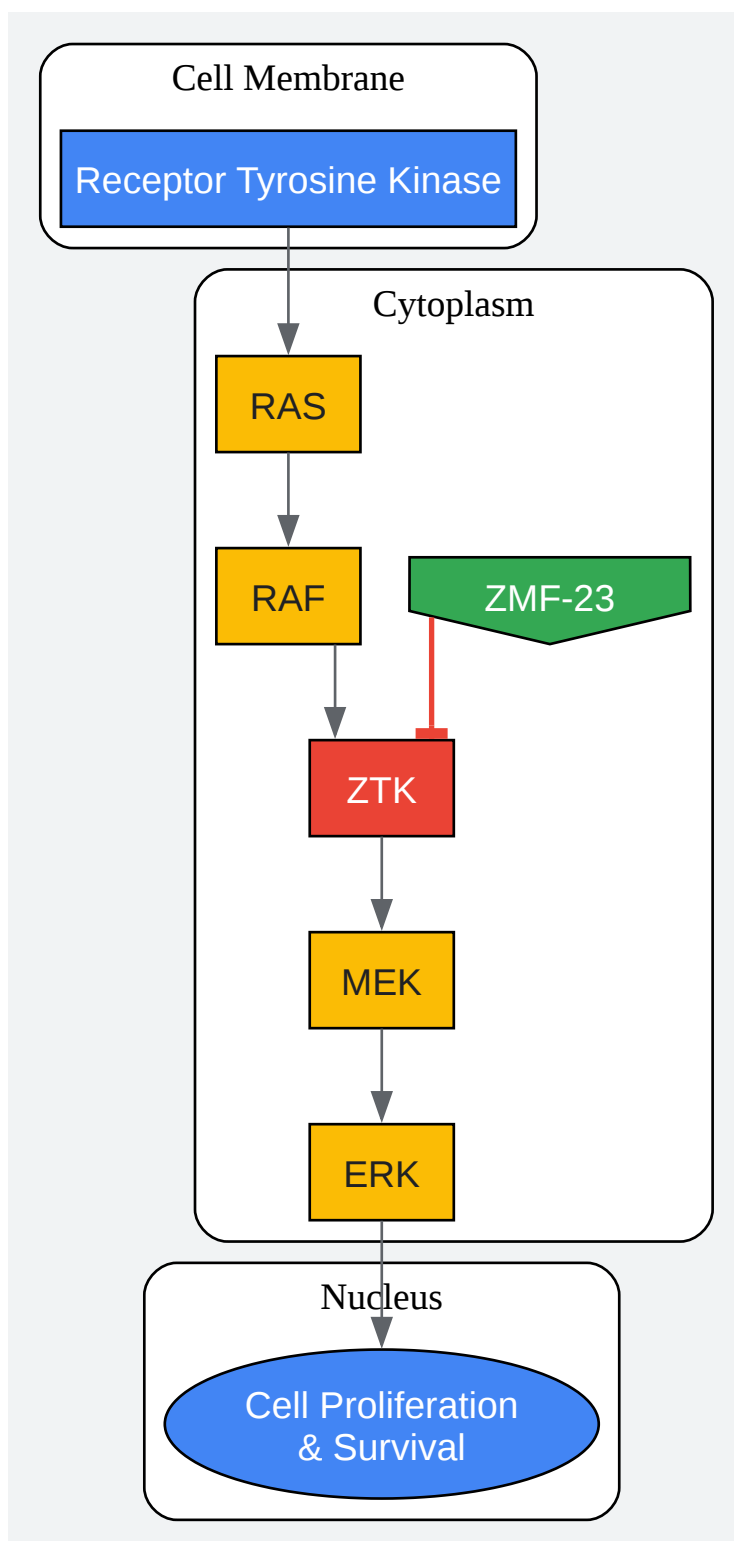 Cell Membrane
Receptor Tyrosine Kinase
Cytoplasm
RAS
RAF
ZMF-23
ZTK
MEK
ERK
Nucleus
Cell Proliferation
& Survival